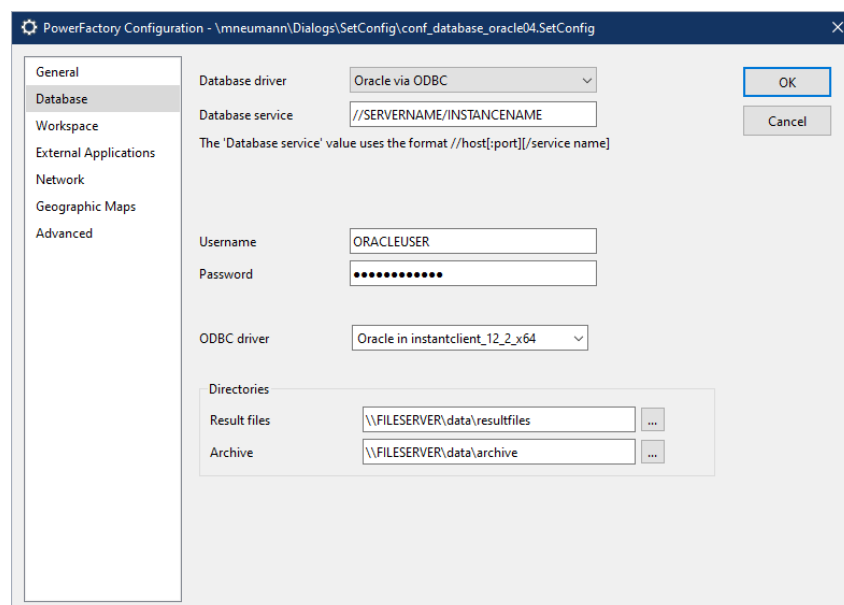 PowerFactory Configuration - \mneumann\Dialogs\SetConfig\conf_database_oracle04.SetConfig
General
Database
Workspace
External Applications
Network
Geographic Maps
Advanced
Database driver
Oracle via ODBC
Database service
//SERVERNAME/INSTANCENAME
The 'Database service' value uses the format //host[:port][/service name]
Username
ORACLEUSER
Password
●●●●●●●●●●●●
ODBC driver
Oracle in instantclient_12_2_x64
Directories
Result files
\\FILESERVER\data\resultfiles
...
Archive
\\FILESERVER\data\archive
...
OK
Cancel